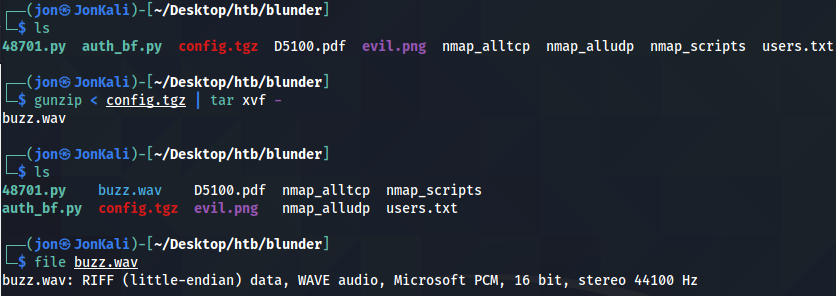 ┌──(jon㉿JonKali)-[~/Desktop/htb/blunder]
└─$ ls
48701.py auth_bf.py config.tgz D5100.pdf evil.png nmap_alltcp nmap_alludp nmap_scripts users.txt
┌──(jon㉿JonKali)-[~/Desktop/htb/blunder]
└─$ gunzip < config.tgz | tar xvf -
buzz.wav
┌──(jon㉿JonKali)-[~/Desktop/htb/blunder]
└─$ ls
48701.py buzz.wav D5100.pdf nmap_alltcp nmap_scripts
auth_bf.py config.tgz evil.png nmap_alludp users.txt
┌──(jon㉿JonKali)-[~/Desktop/htb/blunder]
└─$ file buzz.wav
buzz.wav: RIFF (little-endian) data, WAVE audio, Microsoft PCM, 16 bit, stereo 44100 Hz